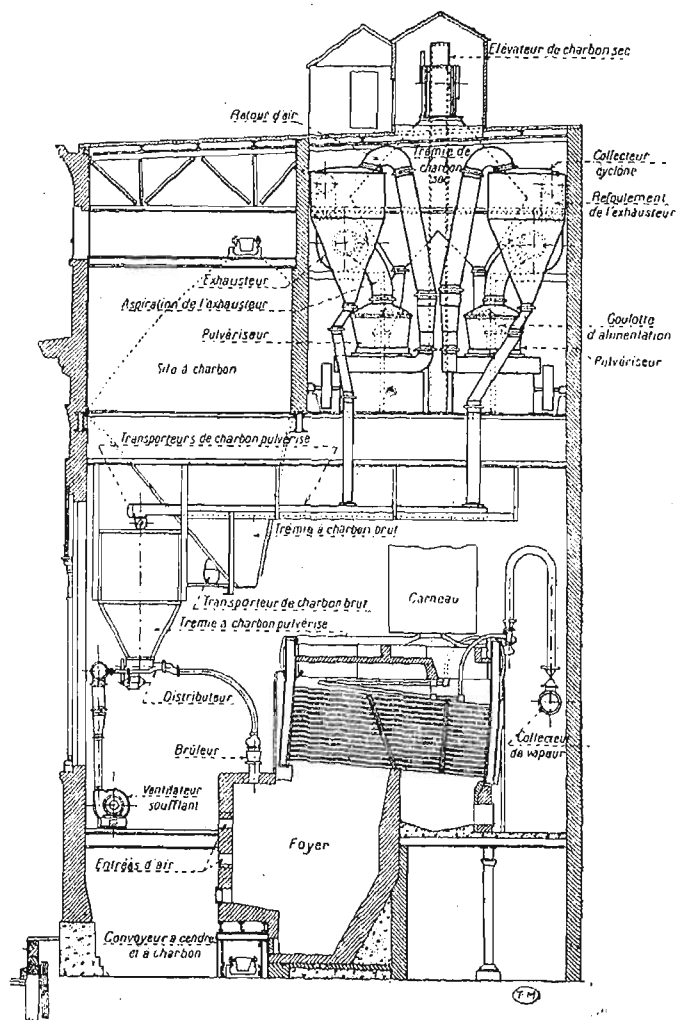 Elévateur de charbon sec
Retour d'air
Trémie de
charbon
sec
Collecteur
cyclone
Refoulement
de l'exhausteur
Exhausteur
Aspiration de l'exhausteur
Pulvériseur
Goulotte
d'alimentation
Pulvériseur
Silo à charbon
Transporteurs de charbon pulvérisé
Trémie à charbon brut
Transporteur de charbon brut
Carneau
Trémie à charbon pulvérisé
Distributeur
Brûleur
Collecteur
de vapeur
Ventilateur
soufflant
Foyer
Entrées d'air
Convoyeur à cendre
et à charbon
T.M.